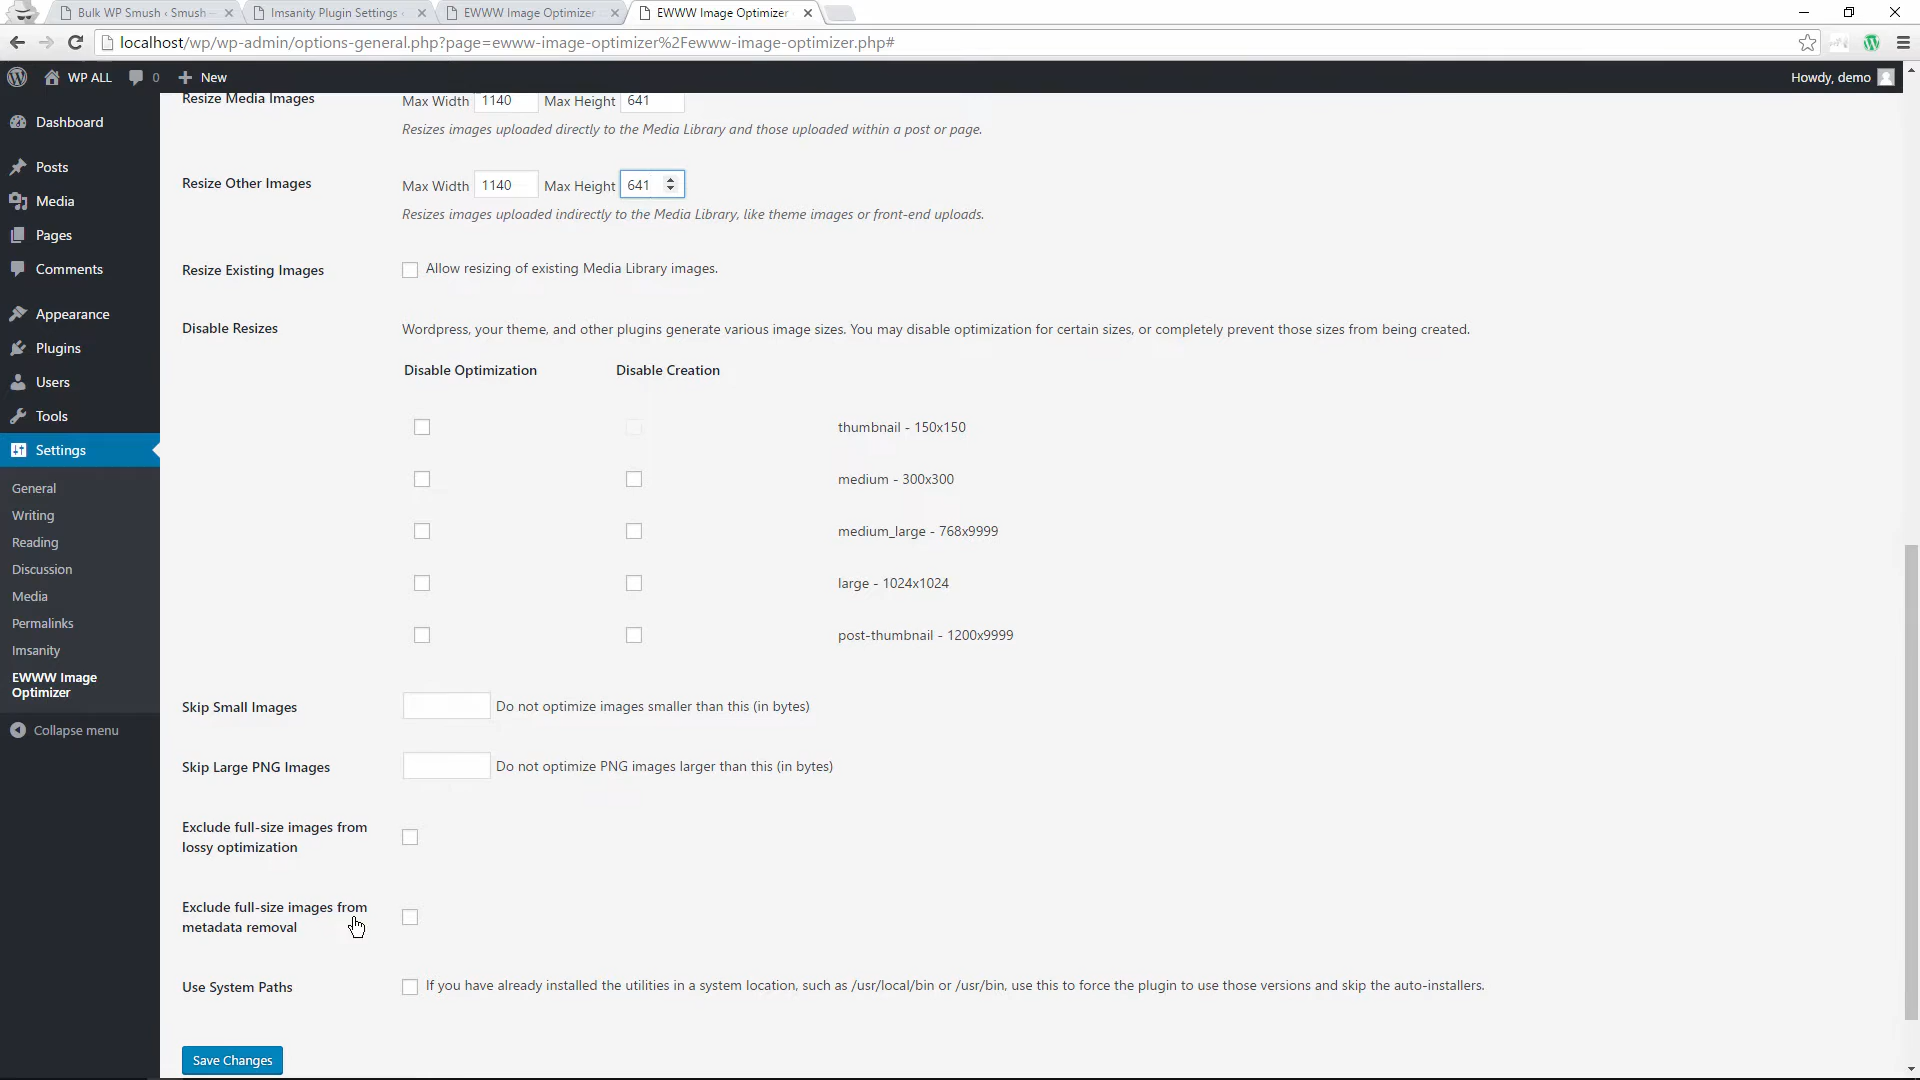 Bulk WP Smush ‹ Smush
Imsanity Plugin Settings ‹
EWWW Image Optimizer
EWWW Image Optimizer
localhost/wp/wp-admin/options-general.php?page=ewww-image-optimizer%2Fewww-image-optimizer.php#
WP ALL
0
New
Howdy, demo
Dashboard
Posts
Media
Pages
Comments
Appearance
Plugins
Users
Tools
Settings
General
Writing
Reading
Discussion
Media
Permalinks
Imsanity
EWWW Image
Optimizer
Collapse menu
Resize Media Images
Max Width 1140 Max Height 641
Resizes images uploaded directly to the Media Library and those uploaded within a post or page.
Resize Other Images
Max Width 1140 Max Height 641
Resizes images uploaded indirectly to the Media Library, like theme images or front-end uploads.
Resize Existing Images
Allow resizing of existing Media Library images.
Disable Resizes
Wordpress, your theme, and other plugins generate various image sizes. You may disable optimization for certain sizes, or completely prevent those sizes from being created.
Disable Optimization Disable Creation
thumbnail - 150x150
medium - 300x300
medium_large - 768x9999
large - 1024x1024
post-thumbnail - 1200x9999
Skip Small Images
Do not optimize images smaller than this (in bytes)
Skip Large PNG Images
Do not optimize PNG images larger than this (in bytes)
Exclude full-size images from
lossy optimization
Exclude full-size images from
metadata removal
Use System Paths
If you have already installed the utilities in a system location, such as /usr/local/bin or /usr/bin, use this to force the plugin to use those versions and skip the auto-installers.
Save Changes